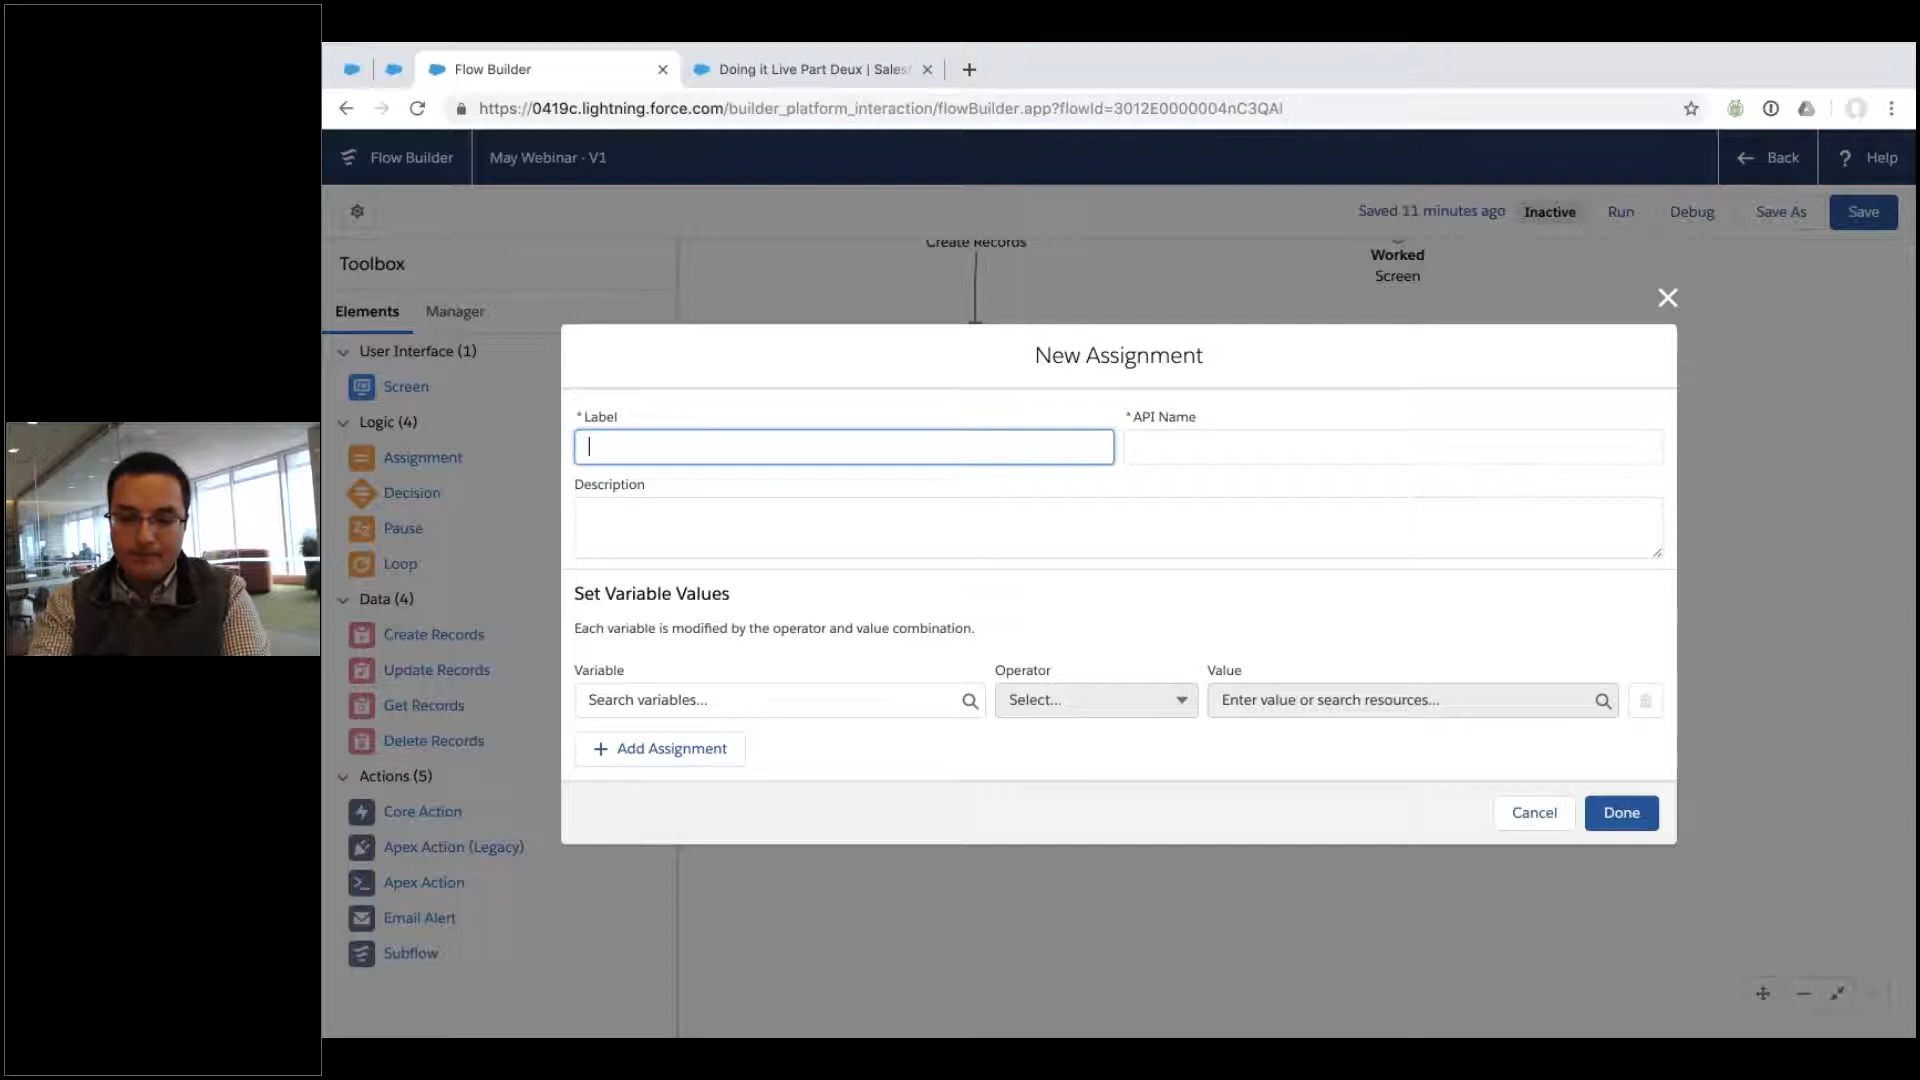 Flow Builder
Doing it Live Part Deux | Sales
https://0419c.lightning.force.com/builder_platform_interaction/flowBuilder.app?flowId=3012E0000004nC3QAI
Flow Builder
May Webinar - V1
Back
? Help
Saved 11 minutes ago
Inactive
Run
Debug
Save As
Save
Toolbox
Elements
Manager
User Interface (1)
Screen
Logic (4)
Assignment
Decision
Pause
Loop
Data (4)
Create Records
Update Records
Get Records
Delete Records
Actions (5)
Core Action
Apex Action (Legacy)
Apex Action
Email Alert
Subflow
Create Records
Worked
Screen
New Assignment
* Label
* API Name
Description
Set Variable Values
Each variable is modified by the operator and value combination.
Variable
Operator
Value
Search variables...
Select...
Enter value or search resources...
+ Add Assignment
Cancel
Done